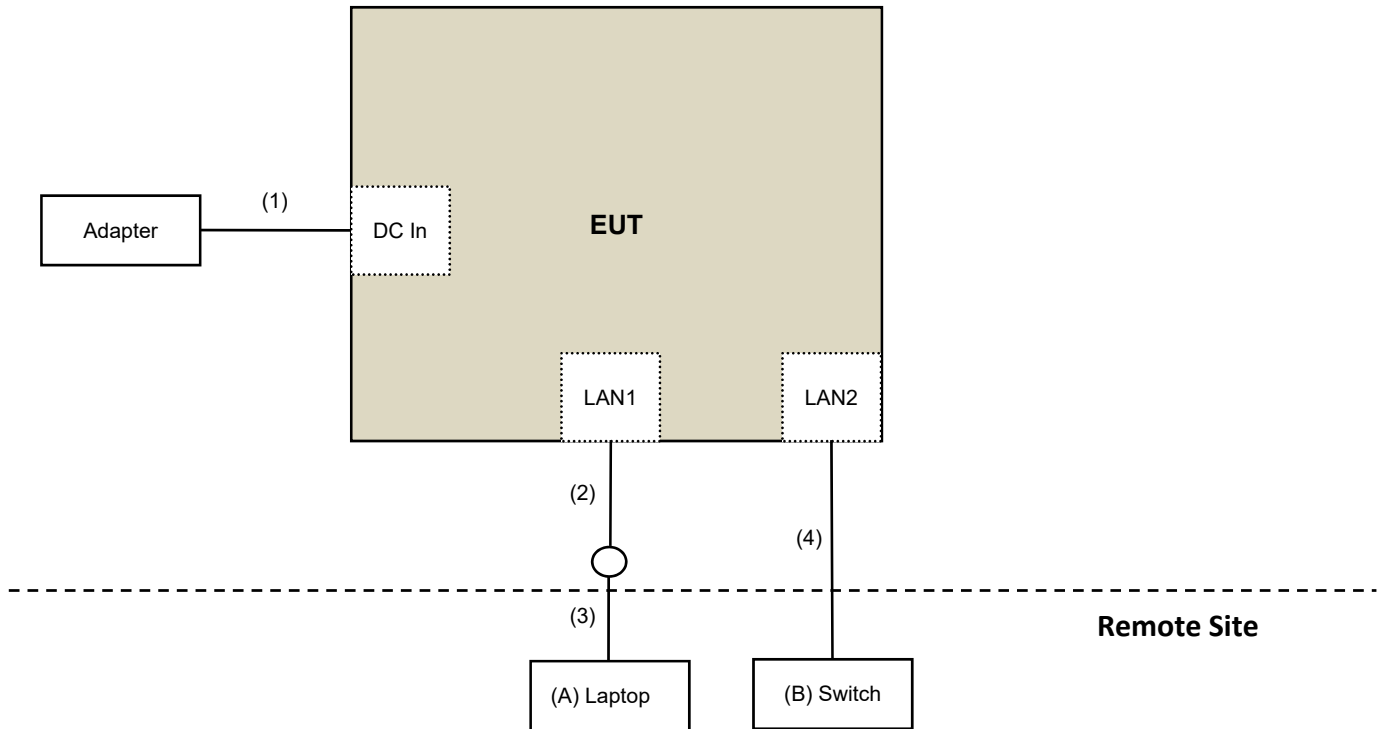 (1)
Adapter
DC In
EUT
LAN1
LAN2
(2)
(4)
(3)
Remote Site
(A) Laptop
(B) Switch